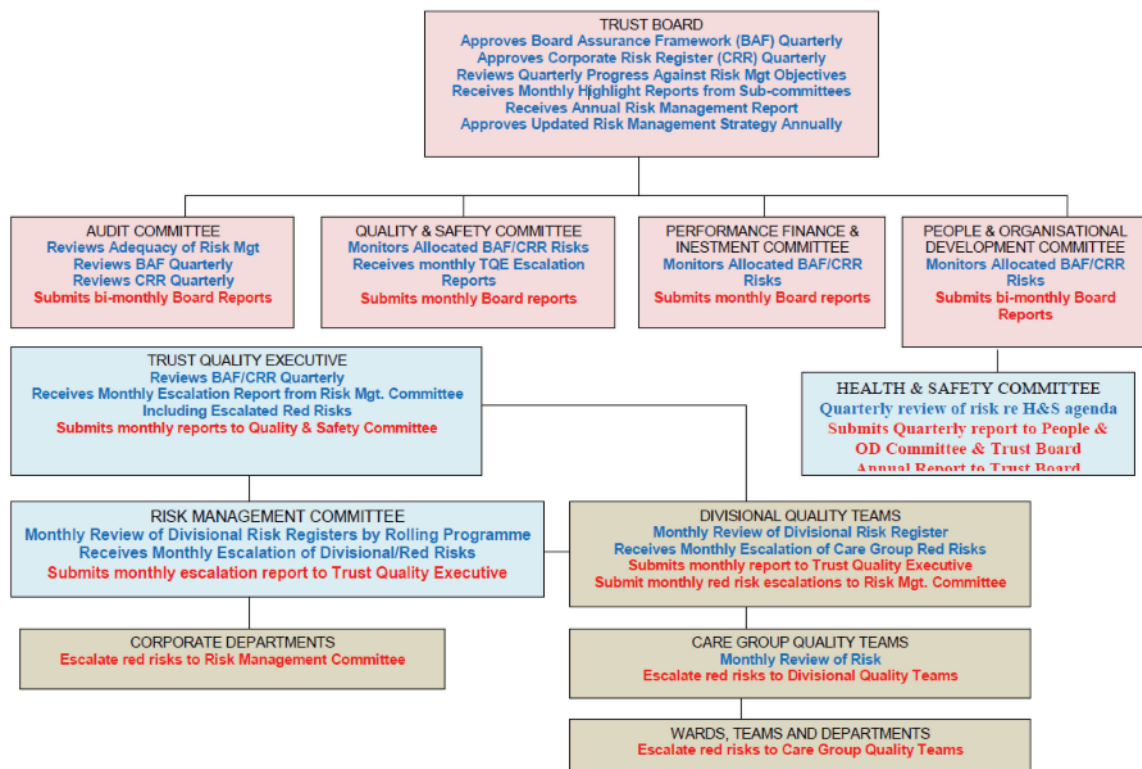 TRUST BOARD
Approves Board Assurance Framework (BAF) Quarterly
Approves Corporate Risk Register (CRR) Quarterly
Reviews Quarterly Progress Against Risk Mgt Objectives
Receives Monthly Highlight Reports from Sub-committees
Receives Annual Risk Management Report
Approves Updated Risk Management Strategy Annually
AUDIT COMMITTEE
Reviews Adequacy of Risk Mgt
Reviews BAF Quarterly
Reviews CRR Quarterly
Submits bi-monthly Board Reports
QUALITY & SAFETY COMMITTEE
Monitors Allocated BAF/CRR Risks
Receives monthly TQE Escalation
Reports
Submits monthly Board reports
PERFORMANCE FINANCE &
INESTMENT COMMITTEE
Monitors Allocated BAF/CRR
Risks
Submits monthly Board reports
PEOPLE & ORGANISATIONAL
DEVELOPMENT COMMITTEE
Monitors Allocated BAF/CRR
Risks
Submits bi-monthly Board
Reports
TRUST QUALITY EXECUTIVE
Reviews BAF/CRR Quarterly
Receives Monthly Escalation Report from Risk Mgt. Committee
Including Escalated Red Risks
Submits monthly reports to Quality & Safety Committee
HEALTH & SAFETY COMMITTEE
Quarterly review of risk re H&S agenda
Submits Quarterly report to People &
OD Committee & Trust Board
Annual Report to Trust Board
RISK MANAGEMENT COMMITTEE
Monthly Review of Divisional Risk Registers by Rolling Programme
Receives Monthly Escalation of Divisional/Red Risks
Submits monthly escalation report to Trust Quality Executive
DIVISIONAL QUALITY TEAMS
Monthly Review of Divisional Risk Register
Receives Monthly Escalation of Care Group Red Risks
Submits monthly report to Trust Quality Executive
Submit monthly red risk escalations to Risk Mgt. Committee
CORPORATE DEPARTMENTS
Escalate red risks to Risk Management Committee
CARE GROUP QUALITY TEAMS
Monthly Review of Risk
Escalate red risks to Divisional Quality Teams
WARDS, TEAMS AND DEPARTMENTS
Escalate red risks to Care Group Quality Teams